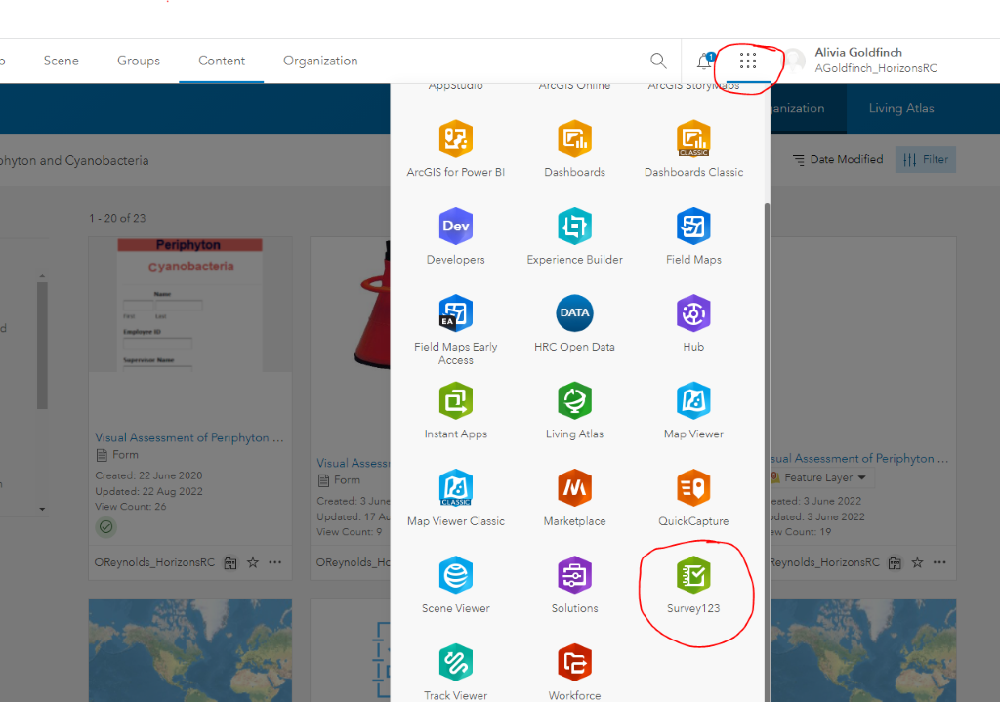 Scene
Groups
Content
Organization
1
Alivia Goldfinch
AGoldfinch_HorizonsRC
AppStudio
ArcGIS Online
ArcGIS StoryMaps
ganization
Living Atlas
phyton and Cyanobacteria
Date Modified
Filter
ArcGIS for Power BI
Dashboards
CLASSIC
Dashboards Classic
1 - 20 of 23
Dev
Developers
Experience Builder
Field Maps
Periphyton
Cyanobacteria
Name
First
Last
Employee ID
Supervisor Name
EA
Field Maps Early
Access
DATA
HRC Open Data
Hub
Instant Apps
Living Atlas
Map Viewer
Visual Assessment of Periphyton ...
Form
Created: 22 June 2020
Updated: 22 Aug 2022
View Count: 26
OReynolds_HorizonsRC
Visual Assess
Form
Created: 3 June
Updated: 17 Au
View Count: 9
OReynolds_Ho
sual Assessment of Periphyton ...
Feature Layer
eated: 3 June 2022
pdated: 3 June 2022
ew Count: 19
Reynolds_HorizonsRC
CLASSIC
Map Viewer Classic
Marketplace
QuickCapture
Scene Viewer
Solutions
Survey123
Track Viewer
Workforce